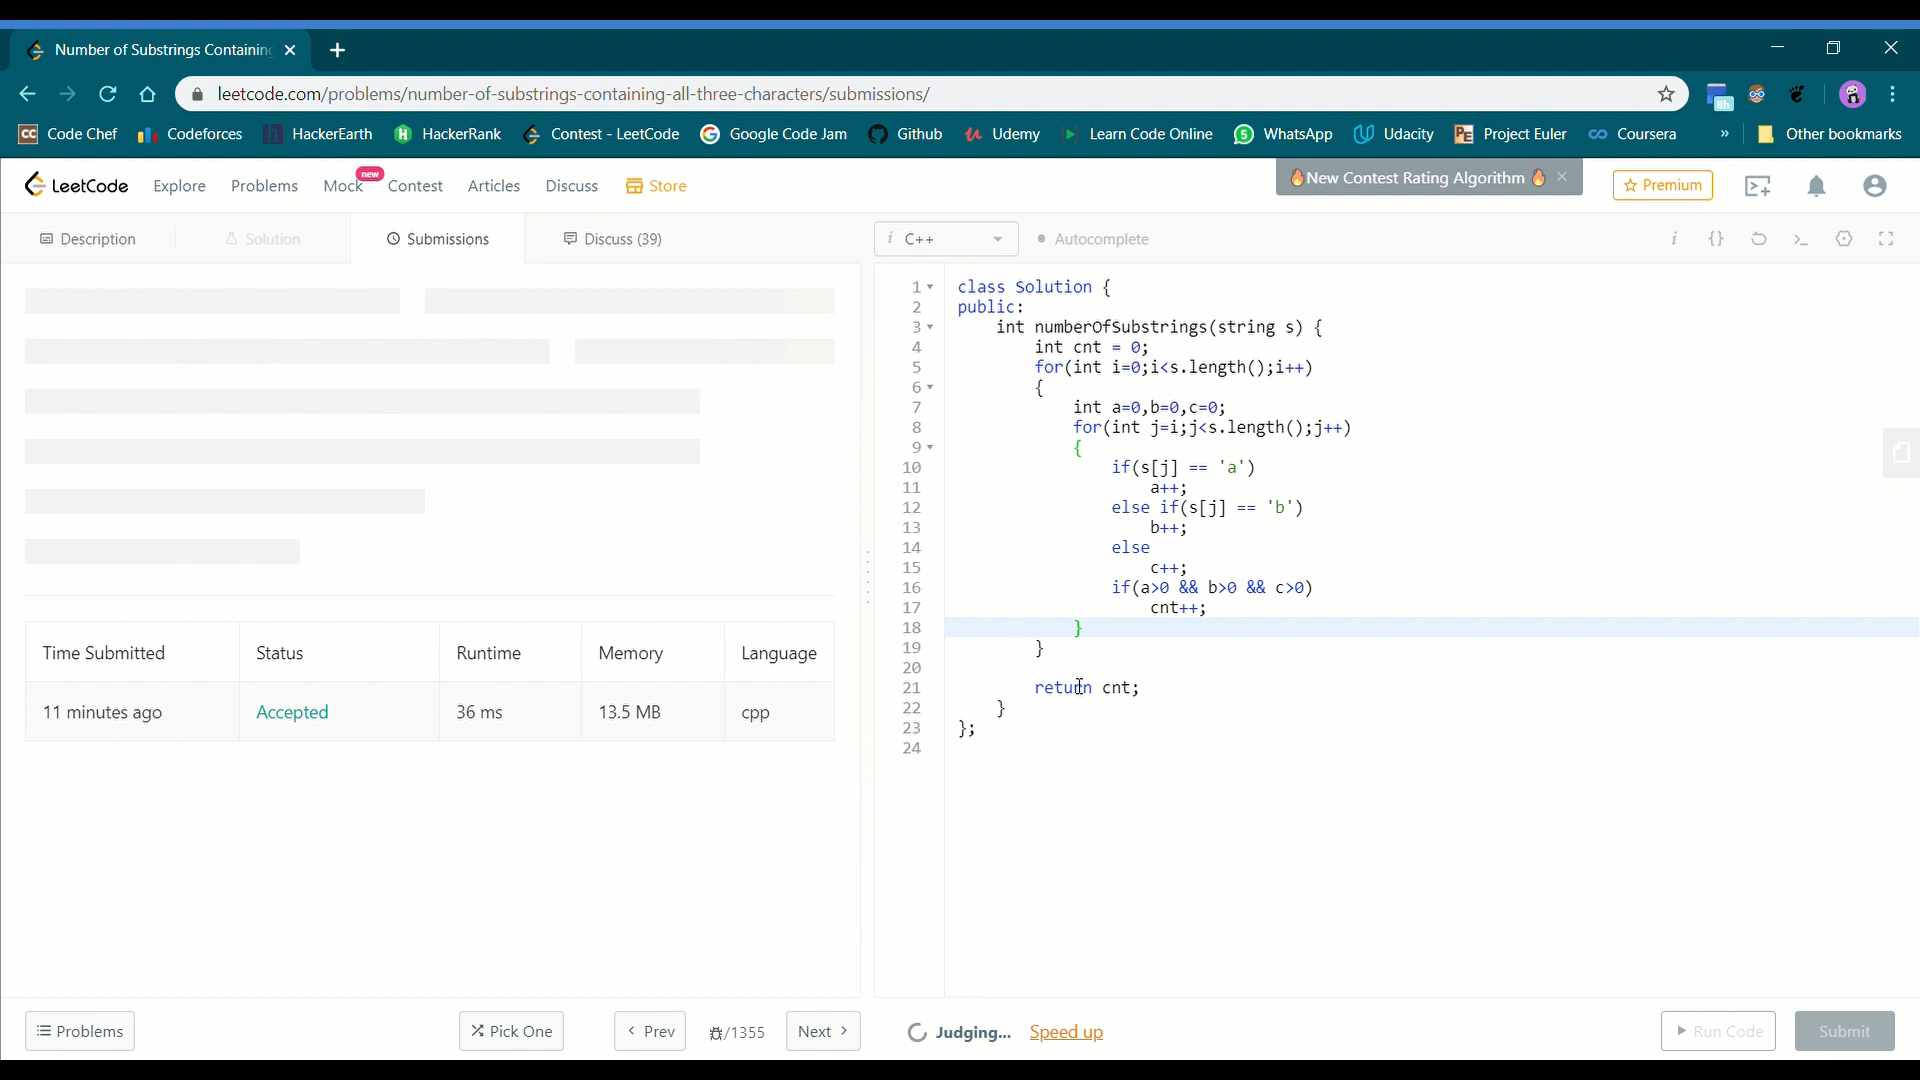 Number of Substrings Containing
leetcode.com/problems/number-of-substrings-containing-all-three-characters/submissions/
8h
CC Code Chef Codeforces HackerEarth HackerRank Contest - LeetCode Google Code Jam Github Udemy Learn Code Online 5 WhatsApp Udacity PE Project Euler Coursera » Other bookmarks
LeetCode Explore Problems Mock new Contest Articles Discuss Store New Contest Rating Algorithm Premium
Description Solution Submissions Discuss (39) i C++ Autocomplete i {}
1 class Solution {
2 public:
3 int numberOfSubstrings(string s) {
4 int cnt = 0;
5 for(int i=0;i<s.length();i++)
6 {
7 int a=0,b=0,c=0;
8 for(int j=i;j<s.length();j++)
9 {
10 if(s[j] == 'a')
11 a++;
12 else if(s[j] == 'b')
13 b++;
14 else
15 c++;
16 if(a>0 && b>0 && c>0)
17 cnt++;
18 }
19 }
20
21 return cnt;
22 }
23 };
24
Time Submitted Status Runtime Memory Language
11 minutes ago Accepted 36 ms 13.5 MB cpp
Problems Pick One Prev /1355 Next Judging... Speed up Run Code Submit